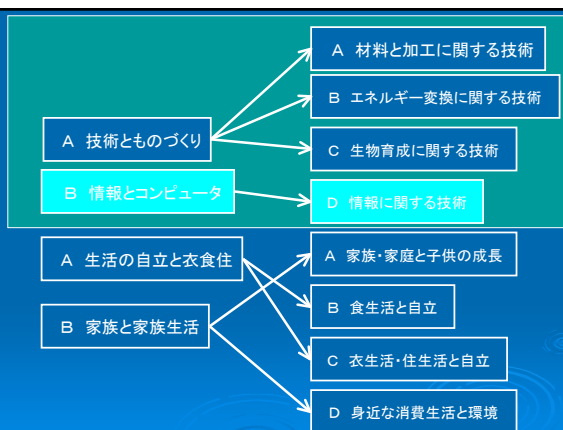 A 材料と加工に関する技術
B エネルギー変換に関する技術
A 技術とものづくり
C 生物育成に関する技術
B 情報とコンピュータ
D 情報に関する技術
A 生活の自立と衣食住
A 家族・家庭と子供の成長
B 食生活と自立
B 家族と家族生活
C 衣生活・住生活と自立
D 身近な消費生活と環境